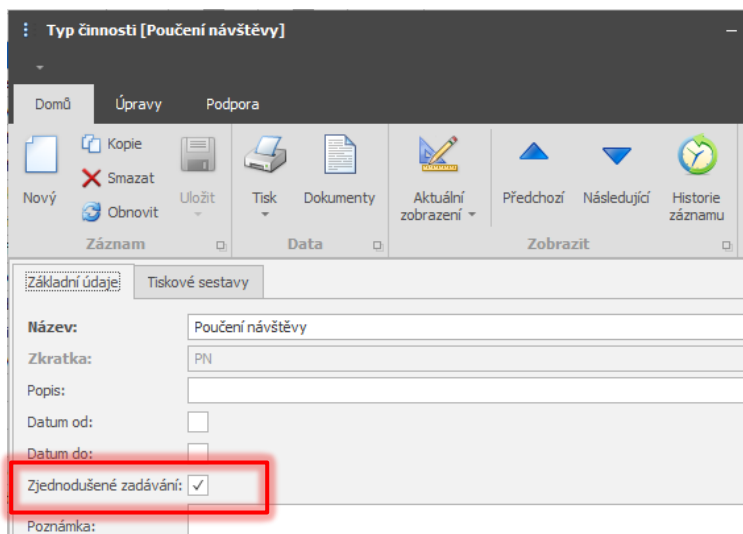 Typ činnosti [Poučení návštěvy]
Domů Úpravy Podpora
Nový
Kopie
Smazat
Obnovit
Uložit
Záznam
Tisk
Dokumenty
Data
Aktuální
zobrazení
Předchozí
Následující
Historie
záznamu
Zobrazit
Základní údaje Tiskové sestavy
Název: Poučení návštěvy
Zkratka: PN
Popis:
Datum od:
Datum do:
Zjednodušené zadávání:
Poznámka: